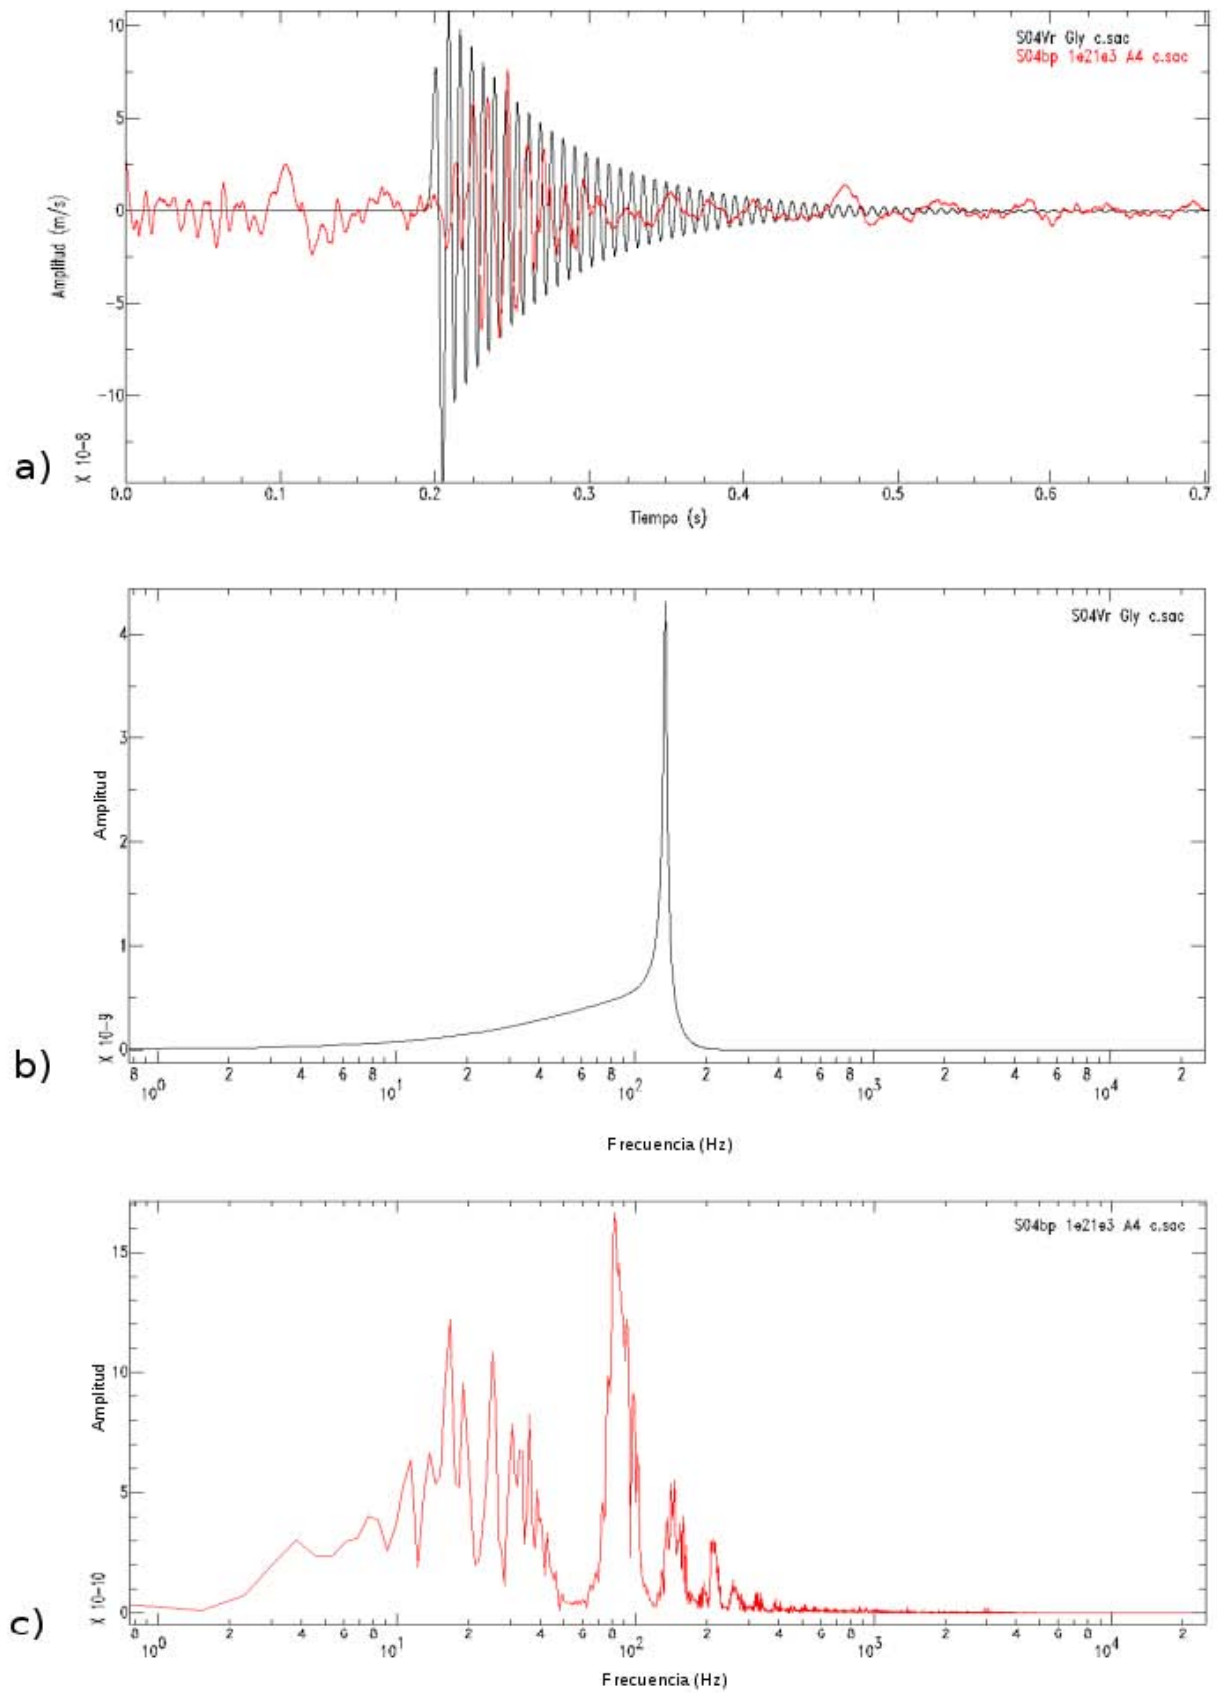 10
S04Vr Gly c.sac
S04bp 1e21e3 A4 c.sac
5
0
-5
-10
Amplitud (m/s)
X 10-8
a)
0.0 0.1 0.2 0.3 0.4 0.5 0.6 0.7
Tiempo (s)
S04Vr Gly c.sac
4
3
2
1
0
Amplitud
X 10-9
b)
8 10^0 2 4 6 8 10^1 2 4 6 8 10^2 2 4 6 8 10^3 2 4 6 8 10^4 2
Frecuencia (Hz)
S04bp 1e21e3 A4 c.sac
15
10
5
0
Amplitud
X 10-10
c)
8 10^0 2 4 6 8 10^1 2 4 6 8 10^2 2 4 6 8 10^3 2 4 6 8 10^4 2
Frecuencia (Hz)